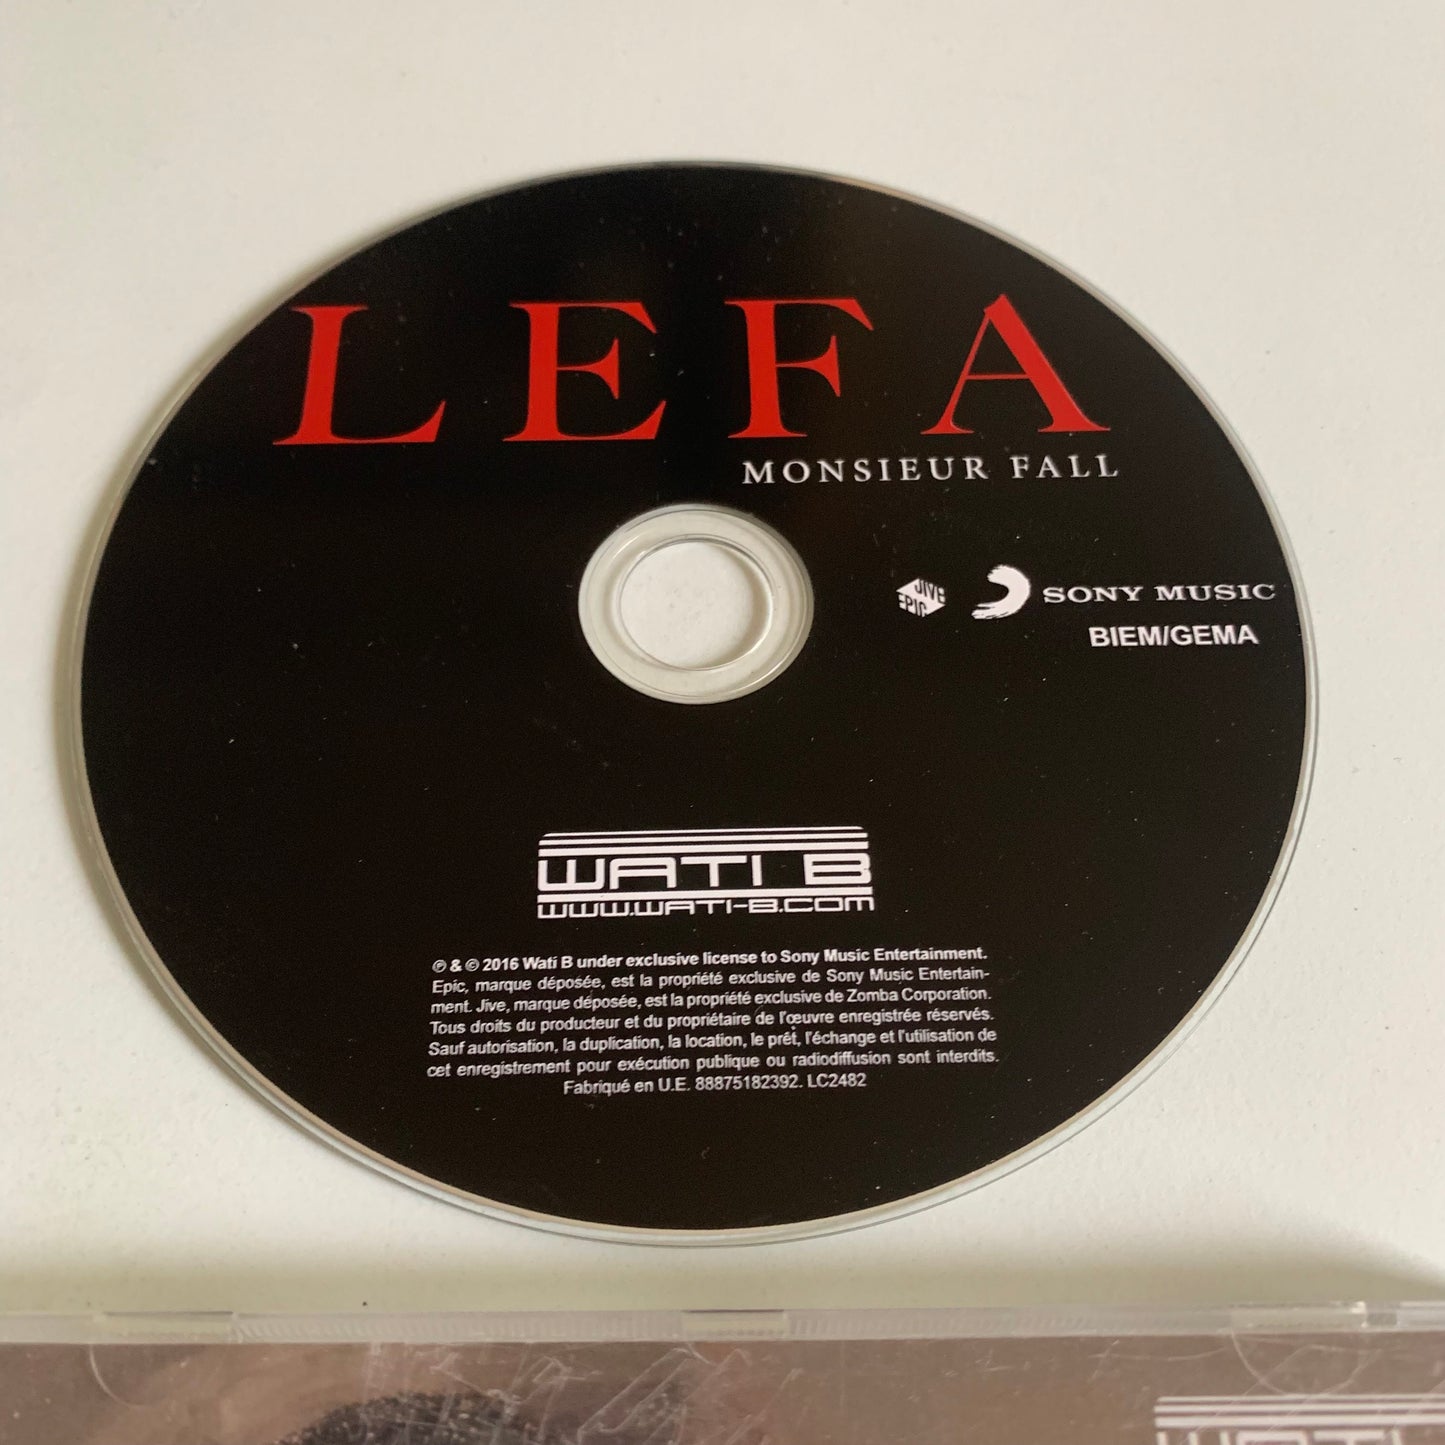 LEFA
MONSIEUR FALL
JIVE
EPIC
SONY MUSIC
BIEM/GEMA
WATI B
WWW.WATI-B.COM
℗ & © 2016 Wati B under exclusive license to Sony Music Entertainment.
Epic, marque déposée, est la propriété exclusive de Sony Music Entertain-
ment. Jive, marque déposée, est la propriété exclusive de Zomba Corporation.
Tous droits du producteur et du propriétaire de l'œuvre enregistrée réservés.
Sauf autorisation, la duplication, la location, le prêt, l'échange et l'utilisation de
cet enregistrement pour exécution publique ou radiodiffusion sont interdits.
Fabriqué en U.E. 88875182392. LC2482
WATI